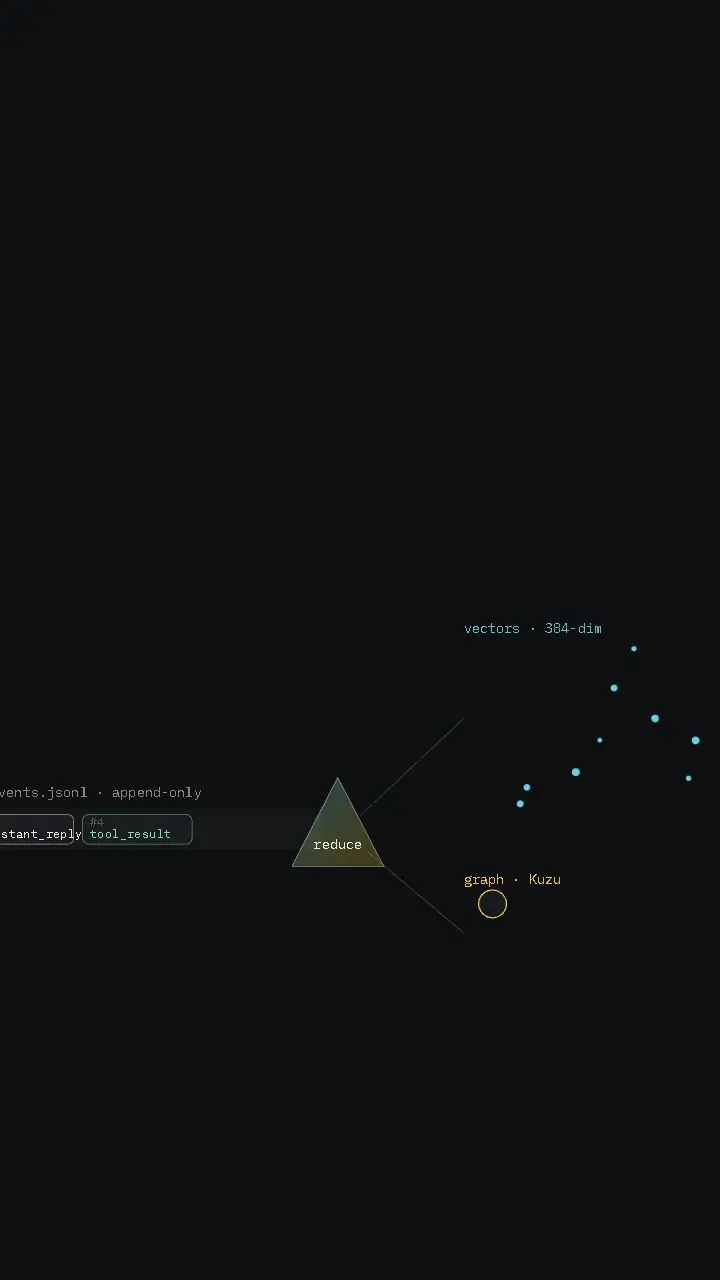 vectors · 384-dim
vents.jsonl · append-only
stant_reply
#4
tool_result
reduce
graph · Kuzu